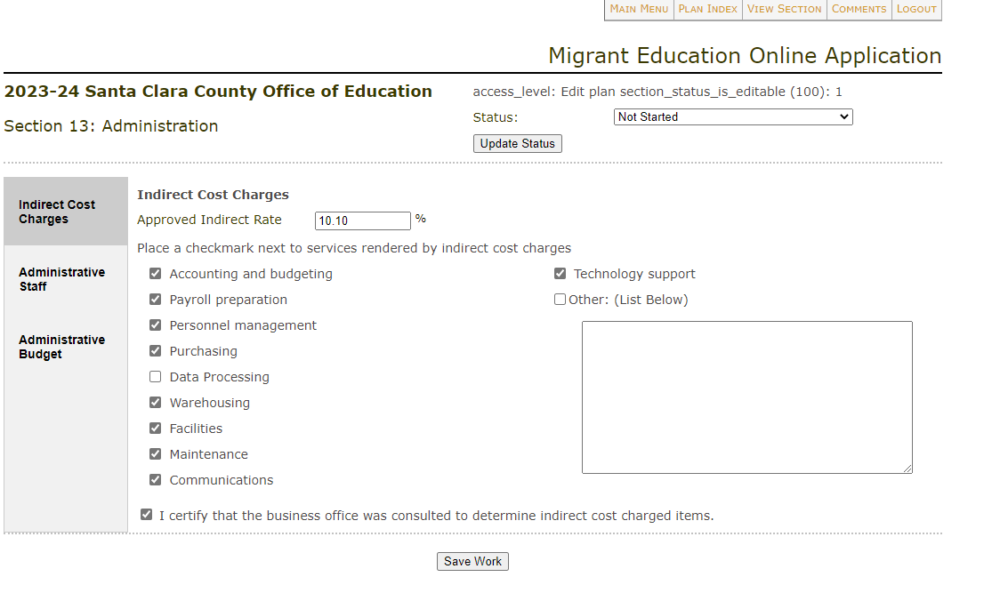 MAIN MENU PLAN INDEX VIEW SECTION COMMENTS LOGOUT
Migrant Education Online Application
2023-24 Santa Clara County Office of Education
access_level: Edit plan section_status_is_editable (100): 1
Status: Not Started
Section 13: Administration
Update Status
Indirect Cost Charges
Administrative Staff
Administrative Budget
Indirect Cost Charges
Approved Indirect Rate 10.10 %
Place a checkmark next to services rendered by indirect cost charges
Accounting and budgeting
Payroll preparation
Personnel management
Purchasing
Data Processing
Warehousing
Facilities
Maintenance
Communications
Technology support
Other: (List Below)
I certify that the business office was consulted to determine indirect cost charged items.
Save Work